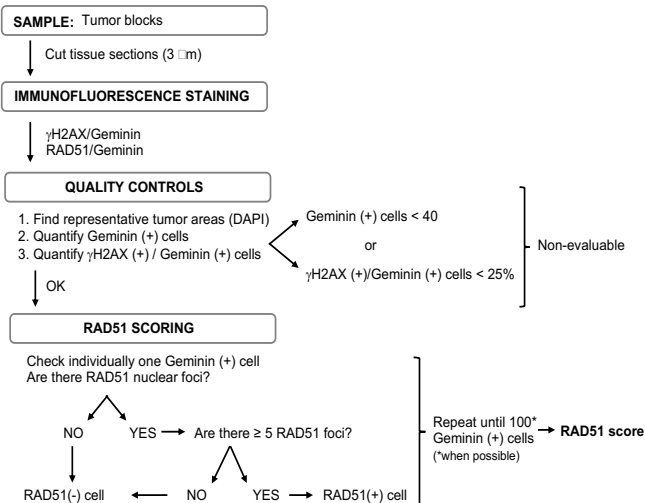 SAMPLE: Tumor blocks
Cut tissue sections (3 □m)
IMMUNOFLUORESCENCE STAINING
γH2AX/Geminin
RAD51/Geminin
QUALITY CONTROLS
1. Find representative tumor areas (DAPI)
2. Quantify Geminin (+) cells
3. Quantify γH2AX (+) / Geminin (+) cells
Geminin (+) cells < 40
or
γH2AX (+)/Geminin (+) cells < 25%
Non-evaluable
OK
RAD51 SCORING
Check individually one Geminin (+) cell
Are there RAD51 nuclear foci?
NO
YES
Are there ≥ 5 RAD51 foci?
RAD51(-) cell
NO
YES
RAD51(+) cell
Repeat until 100*
Geminin (+) cells
(*when possible)
RAD51 score